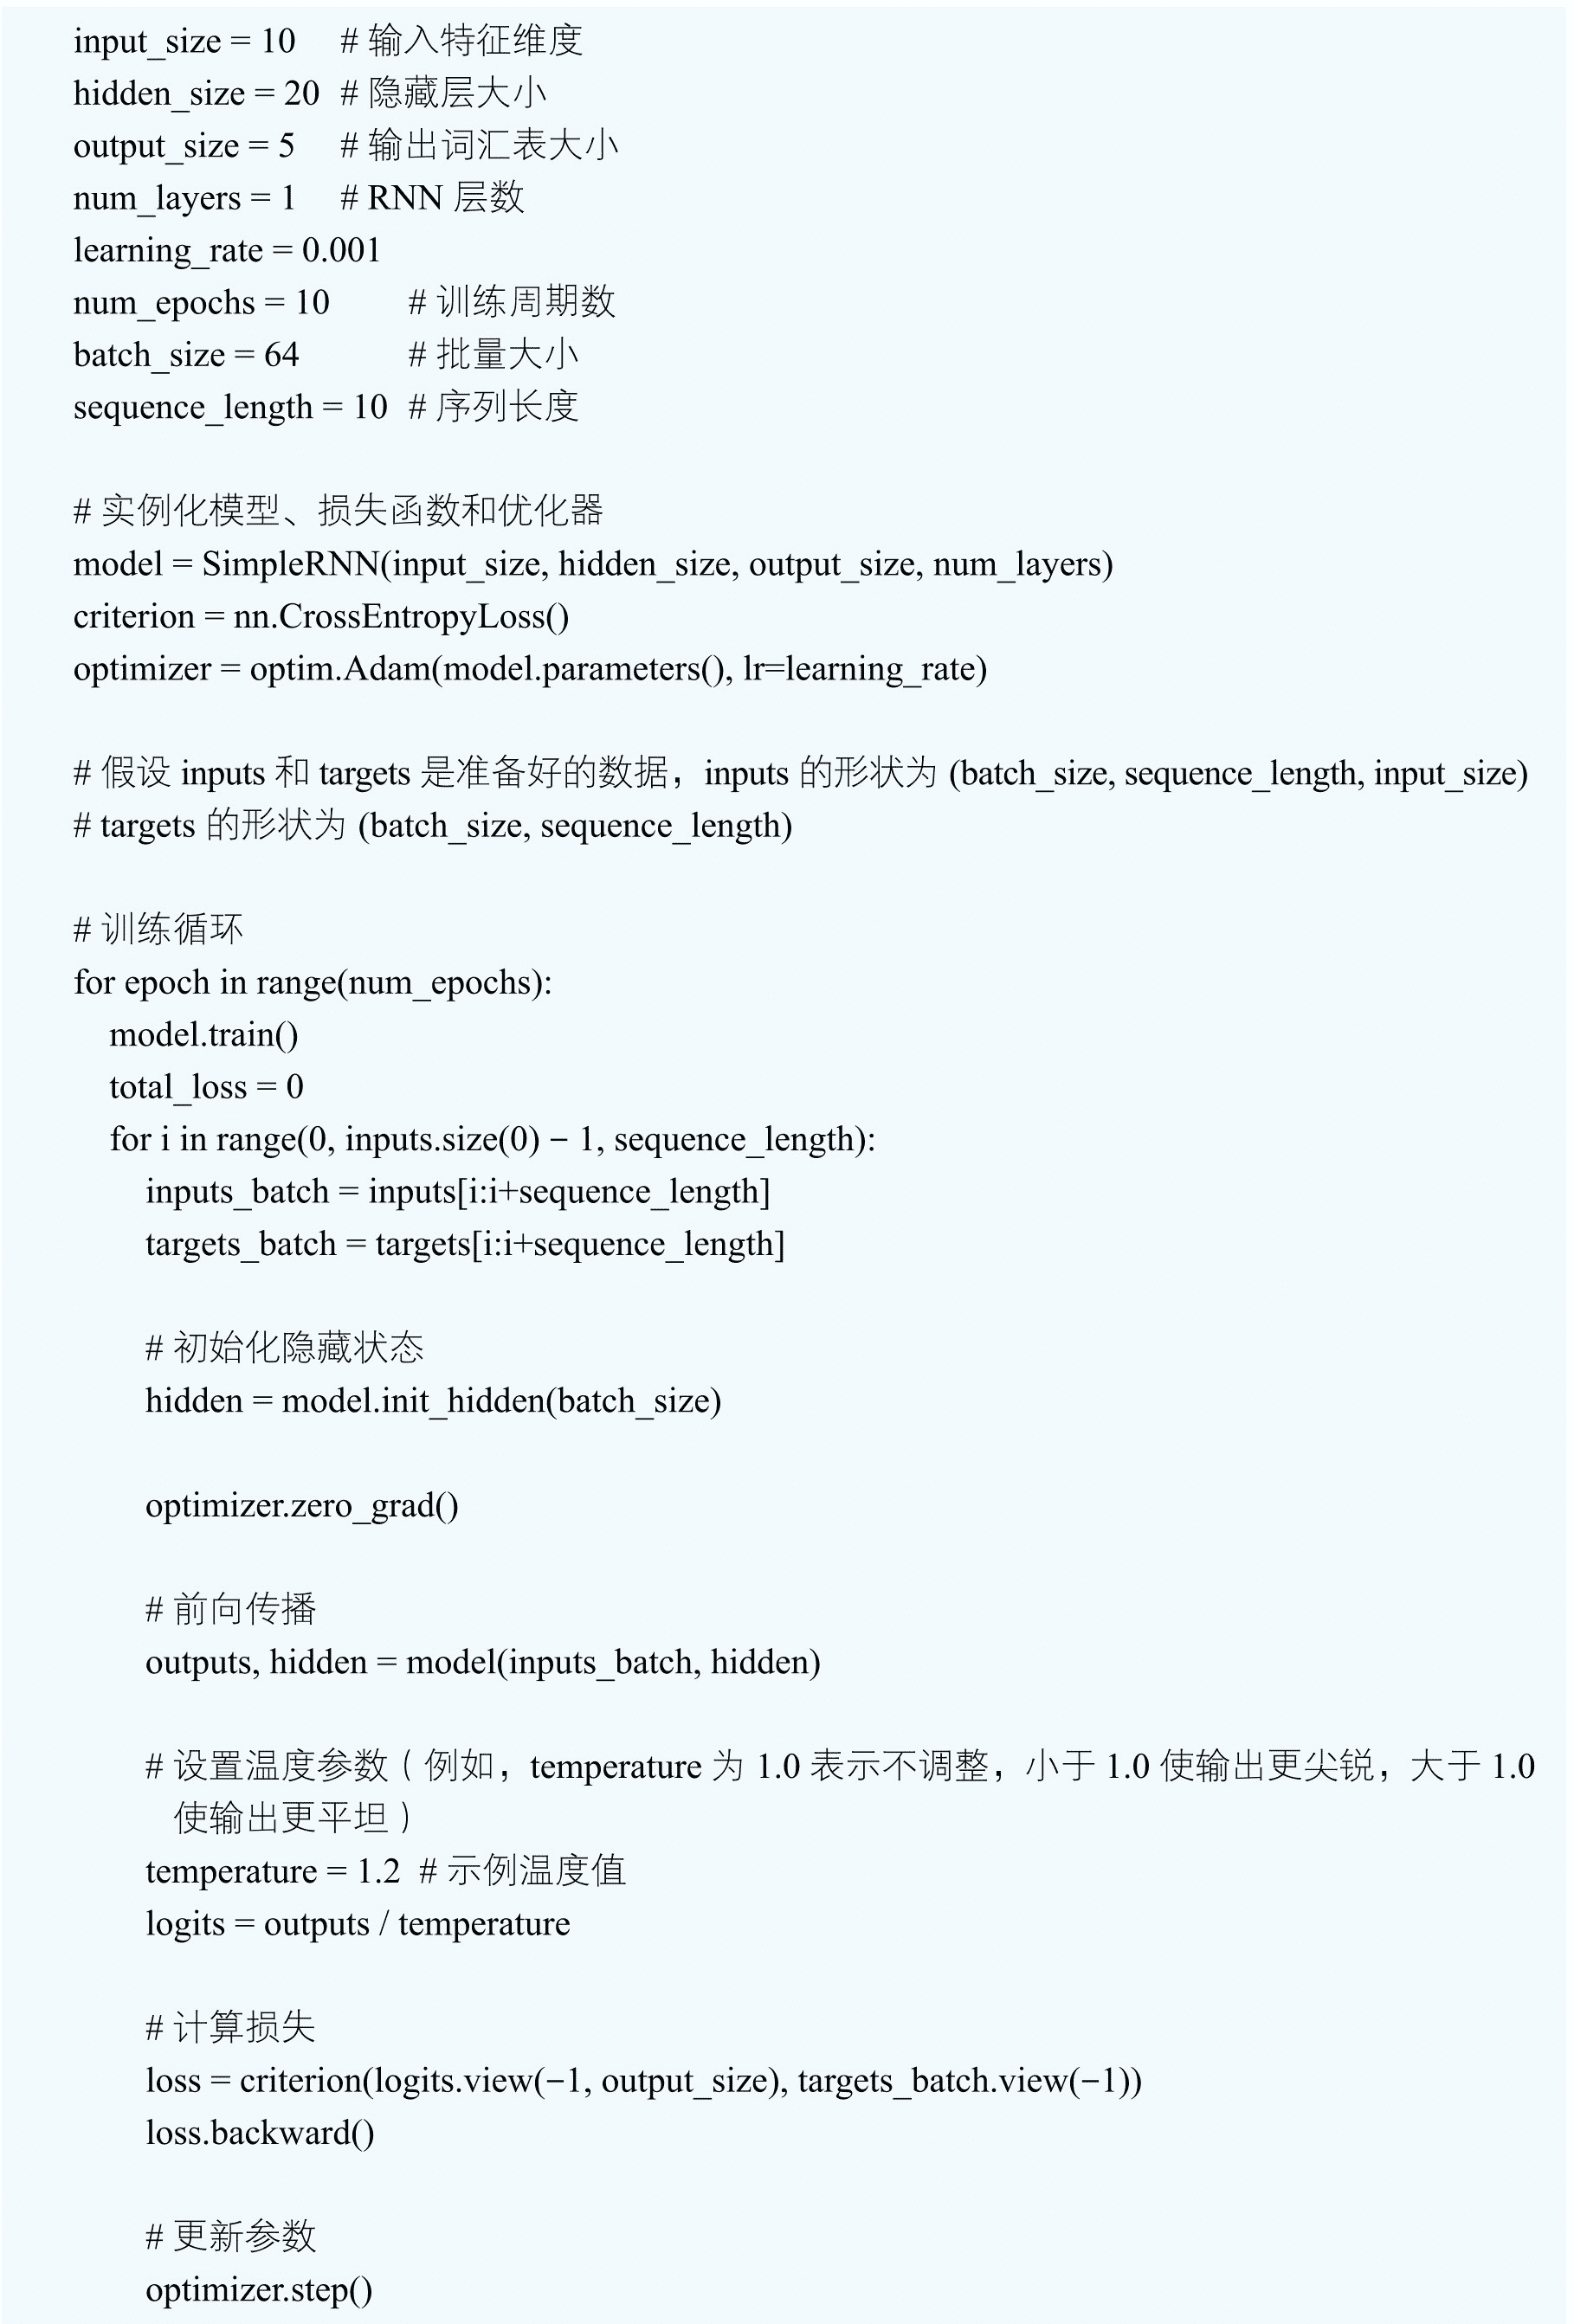 input_size = 10 # 输入特征维度
hidden_size = 20 # 隐藏层大小
output_size = 5 # 输出词汇表大小
num_layers = 1 # RNN 层数
learning_rate = 0.001
num_epochs = 10 # 训练周期数
batch_size = 64 # 批量大小
sequence_length = 10 # 序列长度
# 实例化模型、损失函数和优化器
model = SimpleRNN(input_size, hidden_size, output_size, num_layers)
criterion = nn.CrossEntropyLoss()
optimizer = optim.Adam(model.parameters(), lr=learning_rate)
# 假设 inputs 和 targets 是准备好的数据，inputs 的形状为 (batch_size, sequence_length, input_size)
# targets 的形状为 (batch_size, sequence_length)
# 训练循环
for epoch in range(num_epochs):
model.train()
total_loss = 0
for i in range(0, inputs.size(0) − 1, sequence_length):
inputs_batch = inputs[i:i+sequence_length]
targets_batch = targets[i:i+sequence_length]
# 初始化隐藏状态
hidden = model.init_hidden(batch_size)
optimizer.zero_grad()
# 前向传播
outputs, hidden = model(inputs_batch, hidden)
# 设置温度参数（例如，temperature 为 1.0 表示不调整，小于 1.0 使输出更尖锐，大于 1.0
使输出更平坦）
temperature = 1.2 # 示例温度值
logits = outputs / temperature
# 计算损失
loss = criterion(logits.view(−1, output_size), targets_batch.view(−1))
loss.backward()
# 更新参数
optimizer.step()